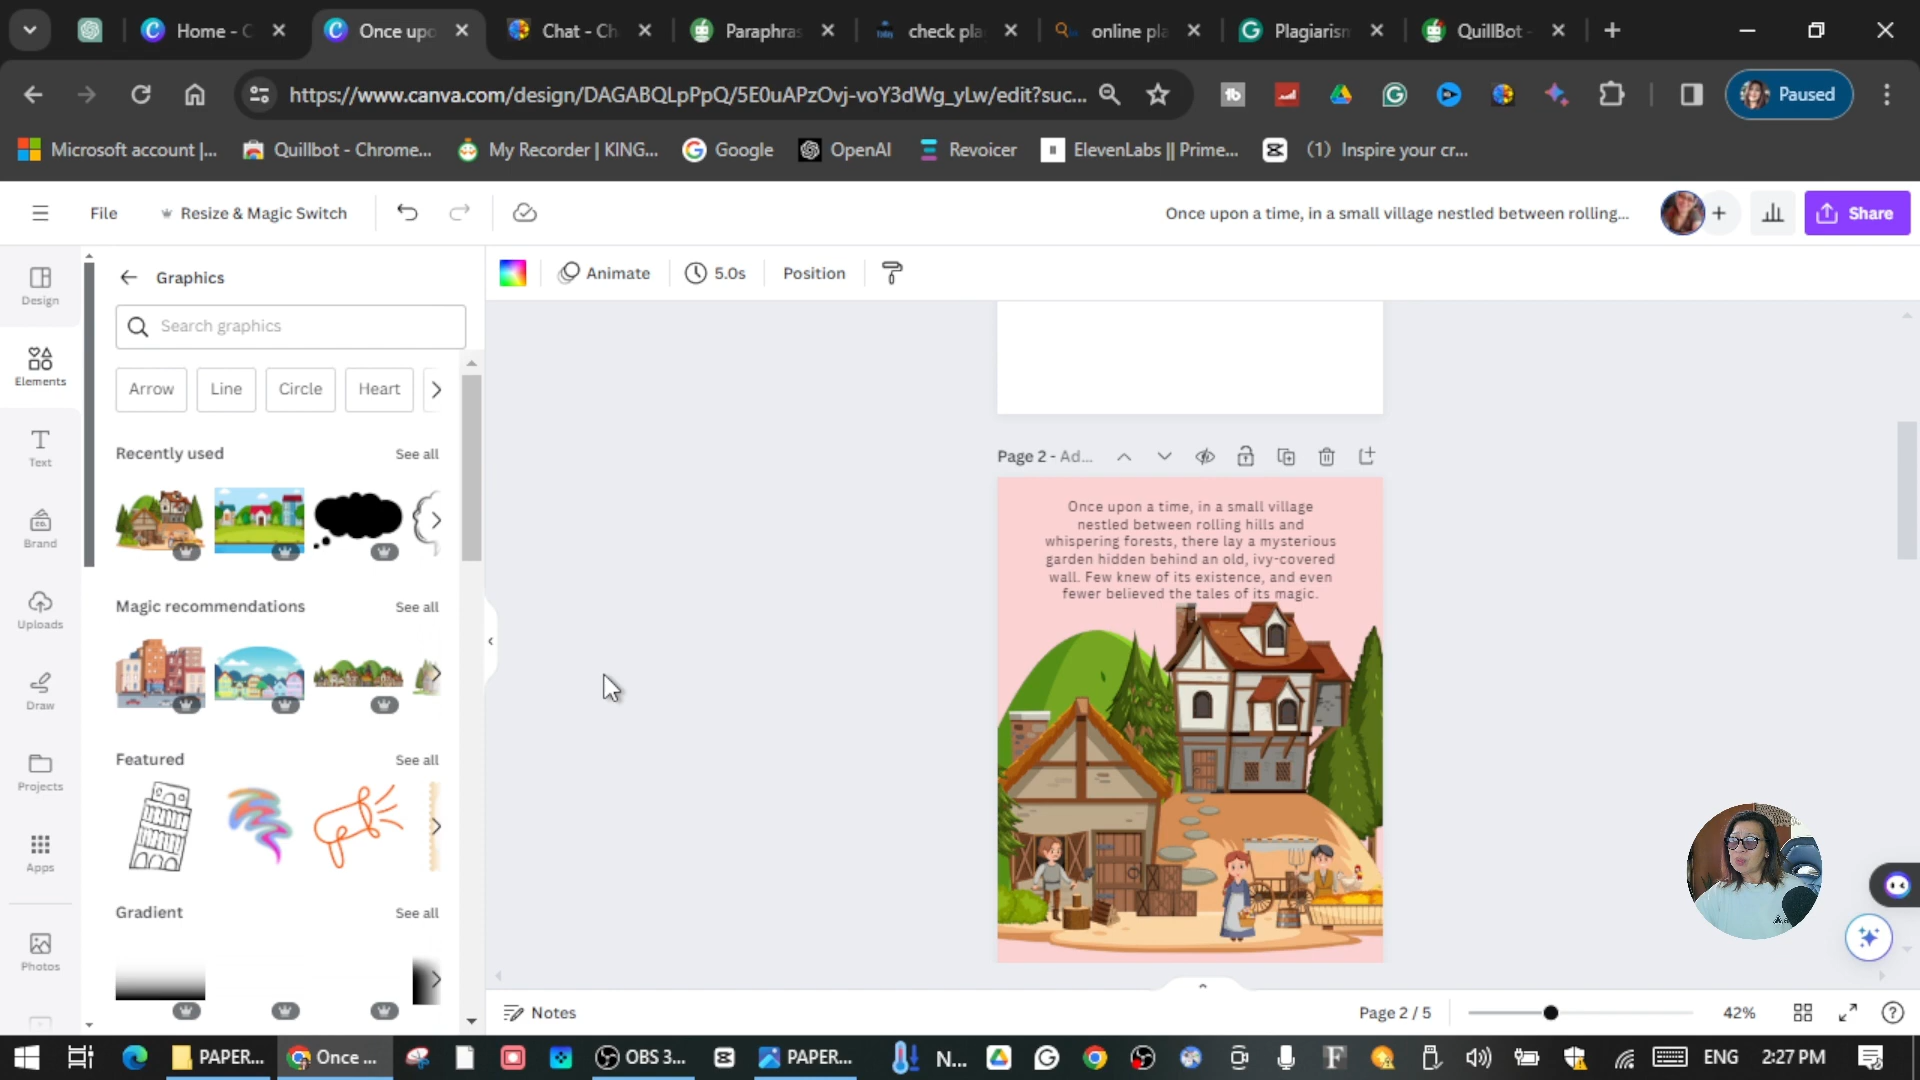 Home - C
Once upo
Chat - Ch
Paraphras
check pla
online pla
Plagiarism
QuillBot -
https://www.canva.com/design/DAGABQLpPpQ/5E0uAPzOvj-voY3dWg_yLw/edit?suc...
Paused
Microsoft account |...
Quillbot - Chrome...
My Recorder | KING...
Google
OpenAI
Revoicer
ElevenLabs || Prime...
(1) Inspire your cr...
File
Resize & Magic Switch
Once upon a time, in a small village nestled between rolling...
Share
Design
Elements
Text
Brand
Uploads
Draw
Projects
Apps
Photos
Graphics
Search graphics
Arrow
Line
Circle
Heart
Recently used
See all
Magic recommendations
See all
Featured
See all
Gradient
See all
Animate
5.0s
Position
Page 2 - Ad...
Once upon a time, in a small village
nestled between rolling hills and
whispering forests, there lay a mysterious
garden hidden behind an old, ivy-covered
wall. Few knew of its existence, and even
fewer believed the tales of its magic.
Notes
Page 2 / 5
42%
PAPER...
Once ...
OBS 3...
PAPER...
N...
ENG
2:27 PM